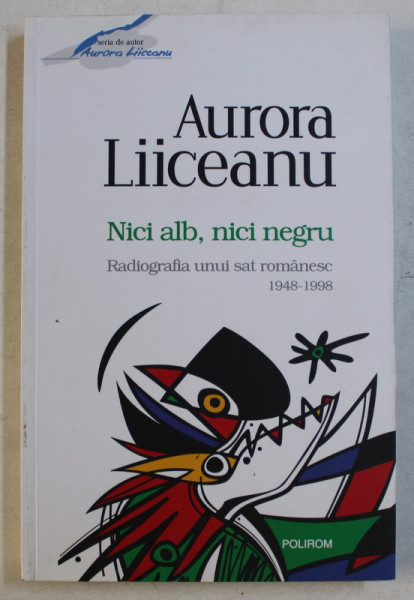 seria de autor
Aurora Liiceanu
Aurora
Liiceanu
Nici alb, nici negru
Radiografia unui sat românesc
1948-1998
POLIROM